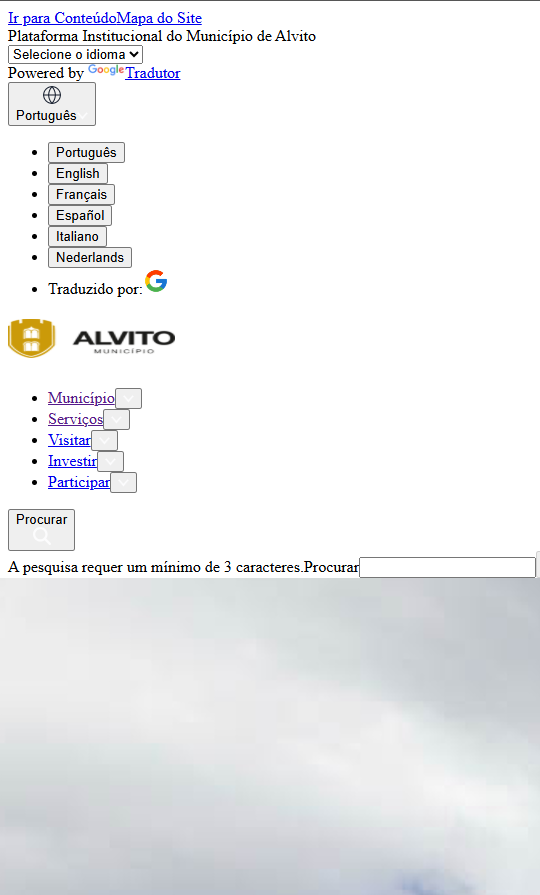 Ir para ConteúdoMapa do Site
Plataforma Institucional do Município de Alvito
Selecione o idioma
Powered by Google Tradutor
Português
Português
English
Français
Español
Italiano
Nederlands
Traduzido por:
ALVITO
MUNICÍPIO
Município
Serviços
Visitar
Investir
Participar
Procurar
A pesquisa requer um mínimo de 3 caracteres.Procurar